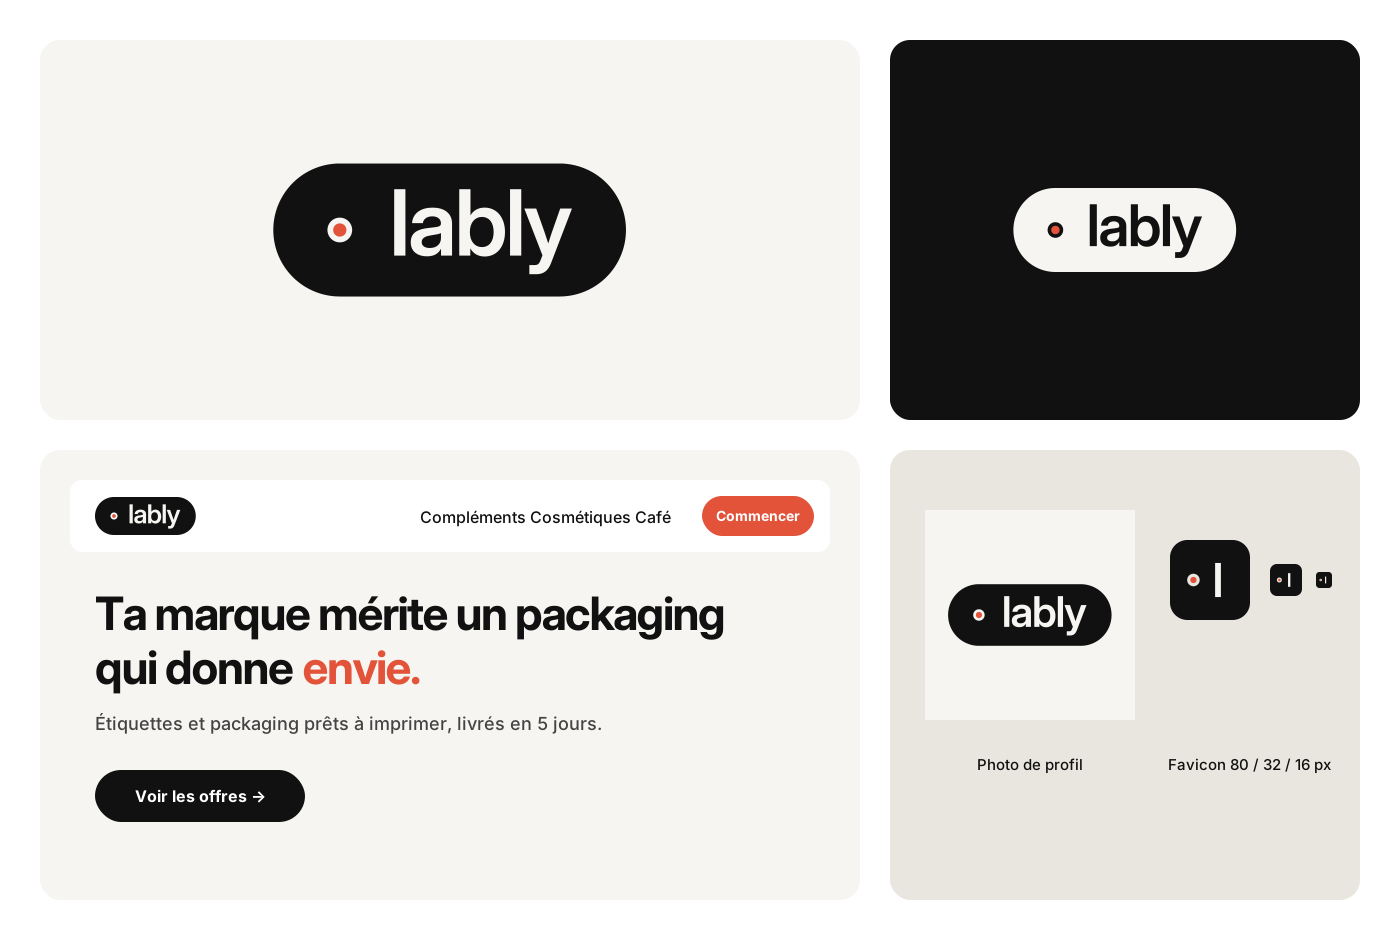 lably
lably
lably
Compléments Cosmétiques Café
Commencer
Ta marque mérite un packaging
qui donne envie.
Étiquettes et packaging prêts à imprimer, livrés en 5 jours.
Voir les offres →
lably
l
l
l
Photo de profil
Favicon 80 / 32 / 16 px